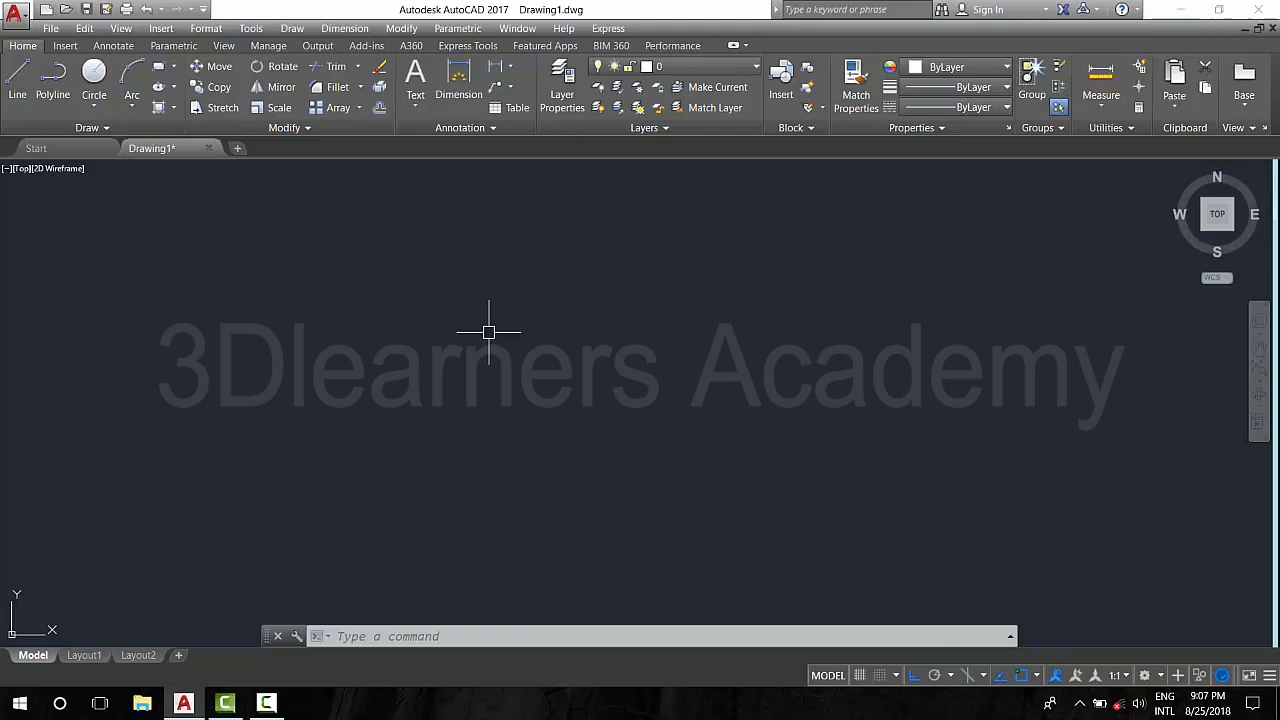 Autodesk AutoCAD 2017 Drawing1.dwg
Type a keyword or phrase
Sign In
File Edit View Insert Format Tools Draw Dimension Modify Parametric Window Help Express
Home Insert Annotate Parametric View Manage Output Add-ins A360 Express Tools Featured Apps BIM 360 Performance
Line
Polyline
Circle
Arc
Draw
Move
Rotate
Trim
Copy
Mirror
Fillet
Stretch
Scale
Array
Modify
Text
Dimension
Table
Annotation
Layer
Properties
0
Make Current
Match Layer
Layers
Insert
Block
Match
Properties
ByLayer
ByLayer
ByLayer
Properties
Group
Groups
Measure
Utilities
Paste
Clipboard
Base
View
Start
Drawing1*
[−][Top][2D Wireframe]
N
W
TOP
E
S
WCS
3Dlearners Academy
Y
X
Type a command
Model Layout1 Layout2
MODEL
1:1
ENG
INTL
9:07 PM
8/25/2018